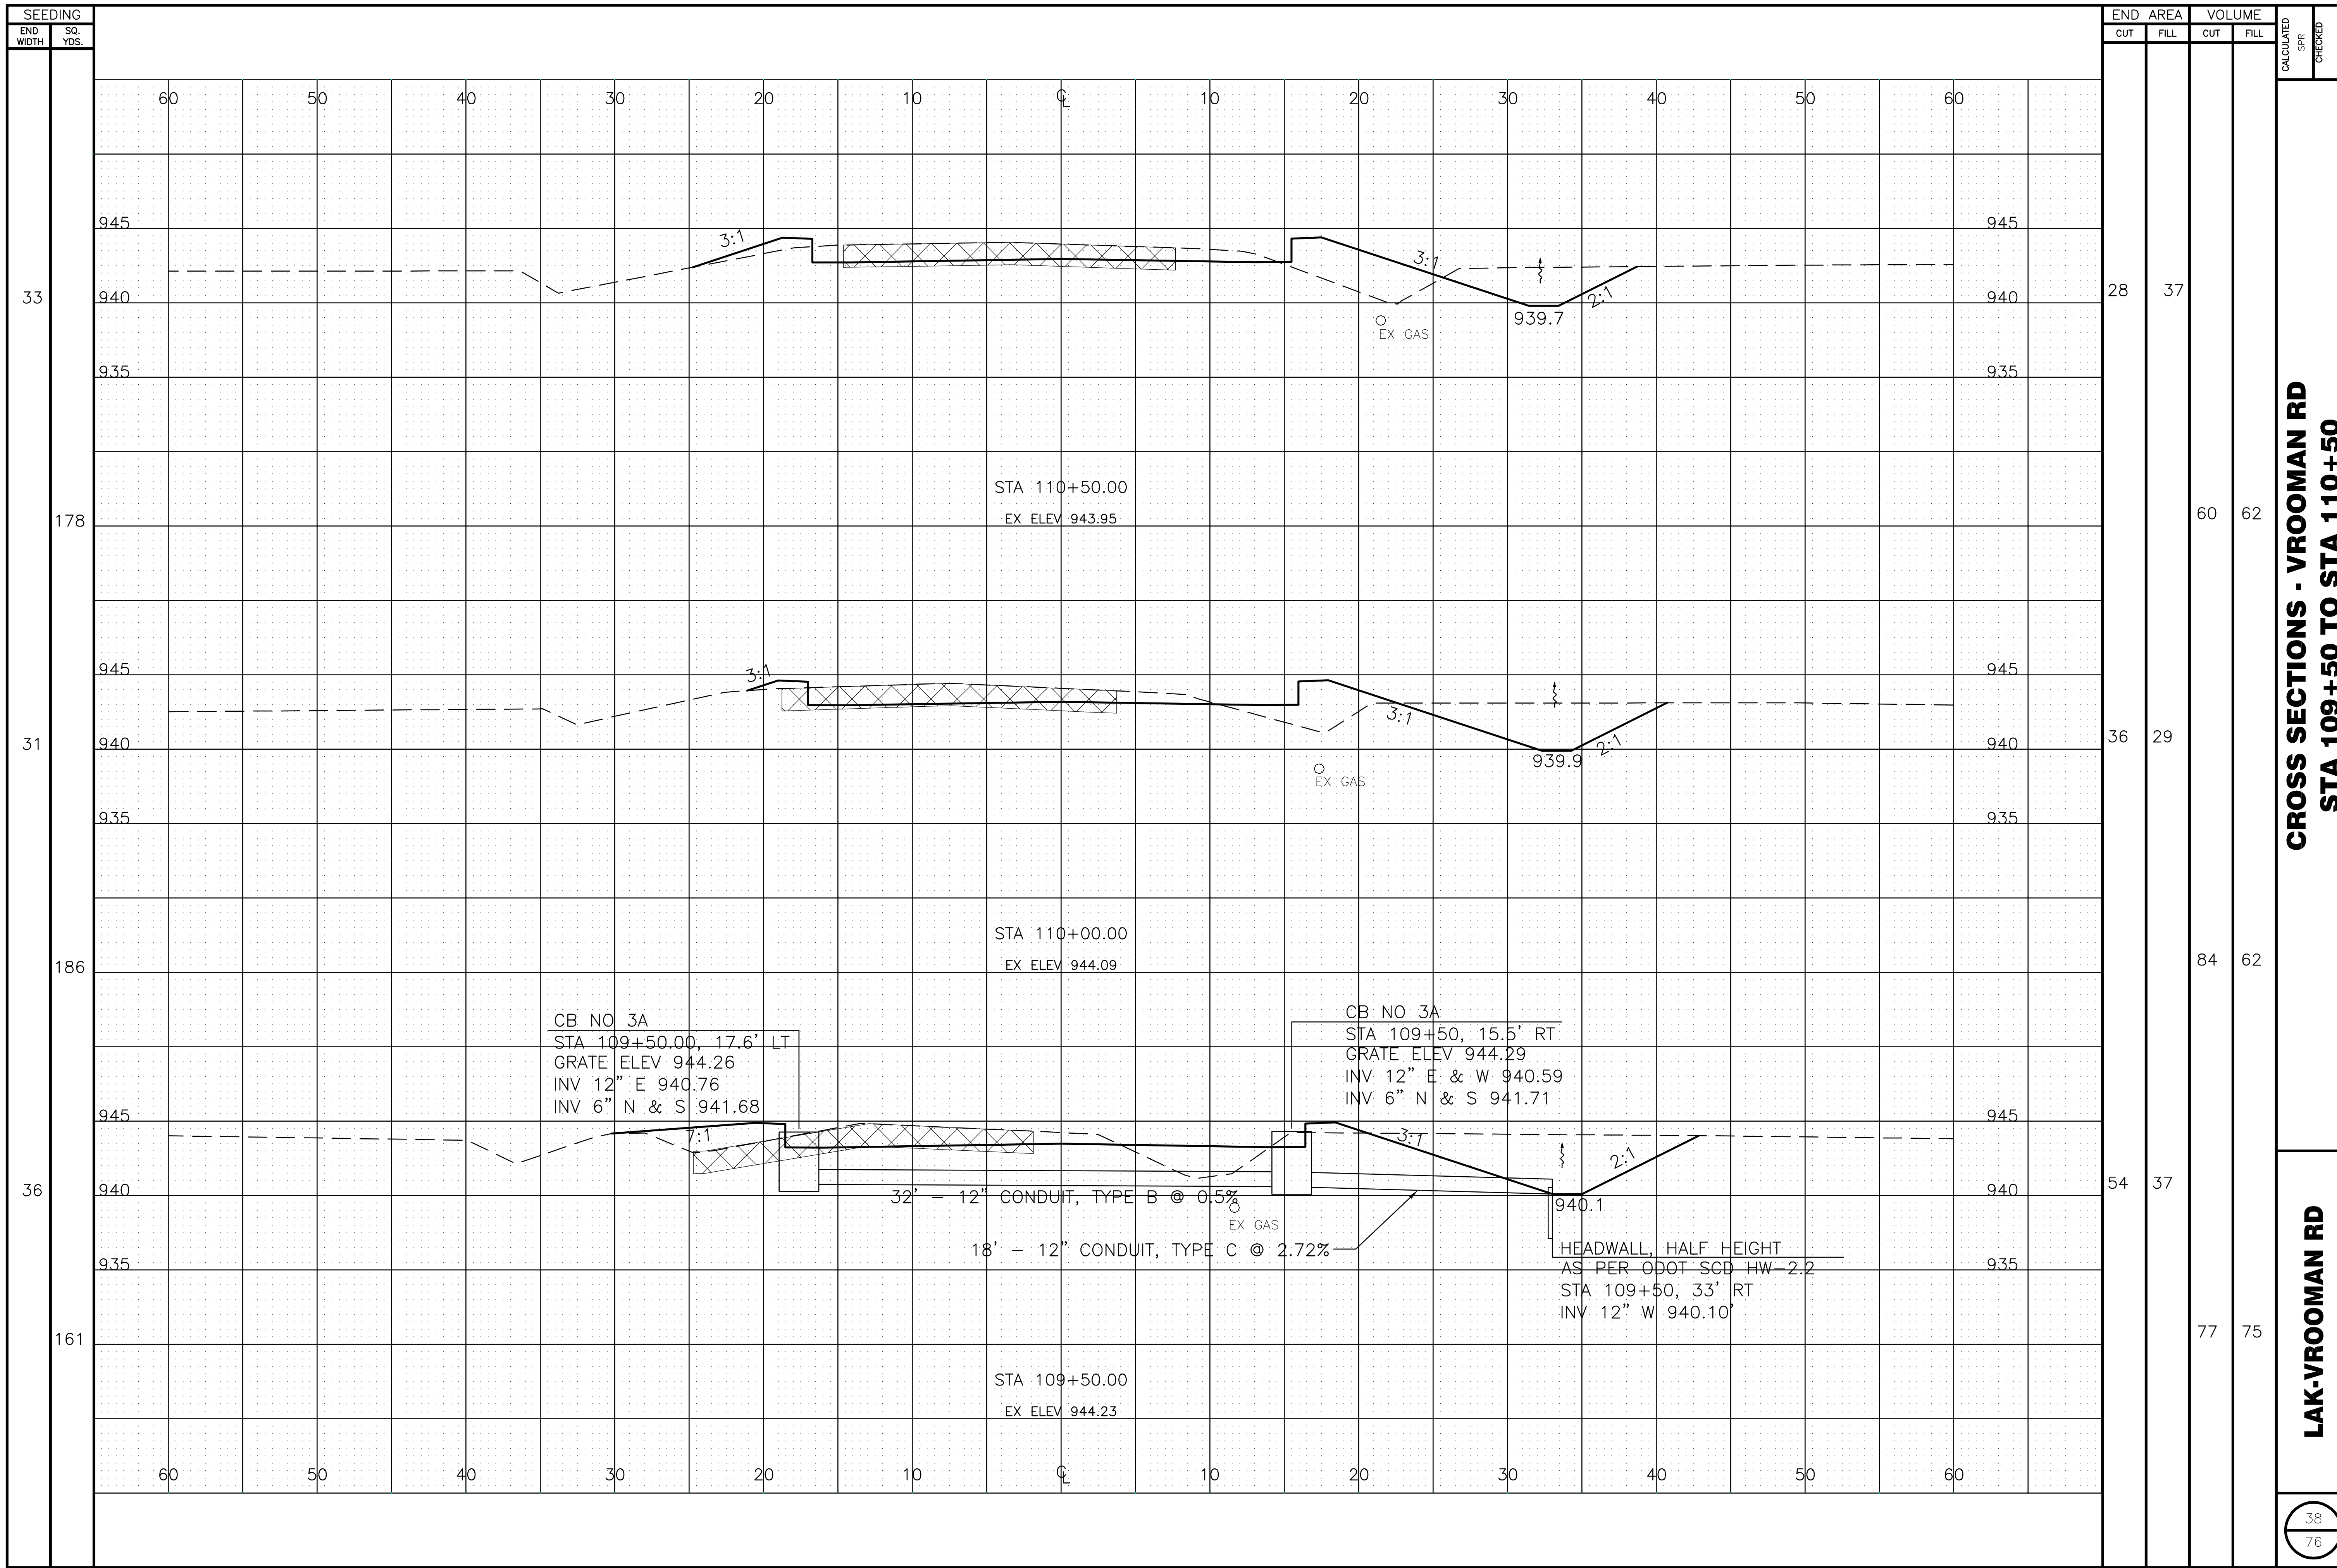 SEEDING
END WIDTH
SQ. YDS.
END AREA
VOLUME
CUT
FILL
CUT
FILL
CALCULATED
SPR
CHECKED
60 50 40 30 20 10 ℄ 10 20 30 40 50 60
945
945
3:1
3:1
33
940
940
2:1
28
37
939.7
EX GAS
935
935
STA 110+50.00
EX ELEV 943.95
178
60
62
945
945
3:1
3:1
31
940
940
2:1
36
29
939.9
EX GAS
935
935
STA 110+00.00
EX ELEV 944.09
186
84
62
CB NO 3A
STA 109+50.00, 17.6' LT
GRATE ELEV 944.26
INV 12" E 940.76
INV 6" N & S 941.68
CB NO 3A
STA 109+50, 15.5' RT
GRATE ELEV 944.29
INV 12" E & W 940.59
INV 6" N & S 941.71
945
945
7:1
3:1
2:1
36
940
940
54
37
32' - 12" CONDUIT, TYPE B @ 0.5%
940.1
EX GAS
18' - 12" CONDUIT, TYPE C @ 2.72%
HEADWALL, HALF HEIGHT
AS PER ODOT SCD HW-2.2
STA 109+50, 33' RT
INV 12" W 940.10'
935
935
161
77
75
STA 109+50.00
EX ELEV 944.23
60 50 40 30 20 10 ℄ 10 20 30 40 50 60
CROSS SECTIONS - VROOMAN RD
STA 109+50 TO STA 110+50
LAK-VROOMAN RD
38
76